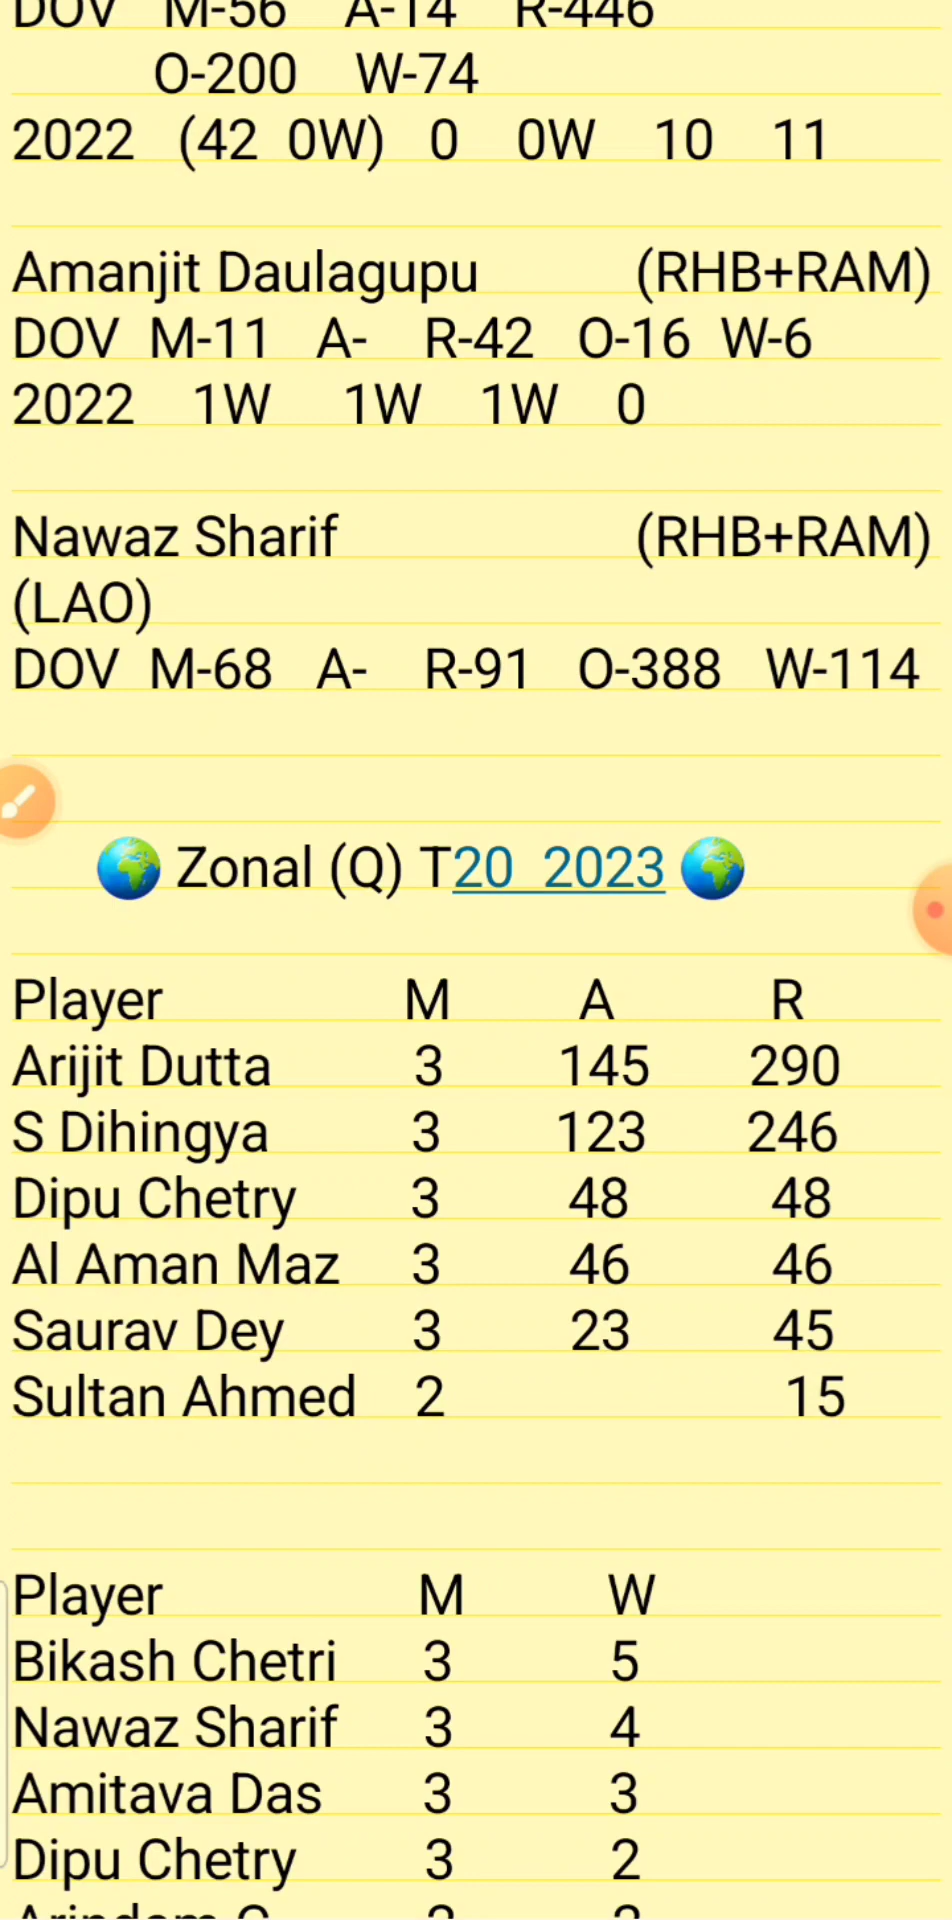 DOV M-56 A-14 R-446
O-200 W-74
2022 (42 0W) 0 0W 10 11
Amanjit Daulagupu (RHB+RAM)
DOV M-11 A- R-42 O-16 W-6
2022 1W 1W 1W 0
Nawaz Sharif (RHB+RAM)
(LAO)
DOV M-68 A- R-91 O-388 W-114
🌍 Zonal (Q) T20 2023 🌍
Player M A R
Arijit Dutta 3 145 290
S Dihingya 3 123 246
Dipu Chetry 3 48 48
Al Aman Maz 3 46 46
Saurav Dey 3 23 45
Sultan Ahmed 2 15
Player M W
Bikash Chetri 3 5
Nawaz Sharif 3 4
Amitava Das 3 3
Dipu Chetry 3 2